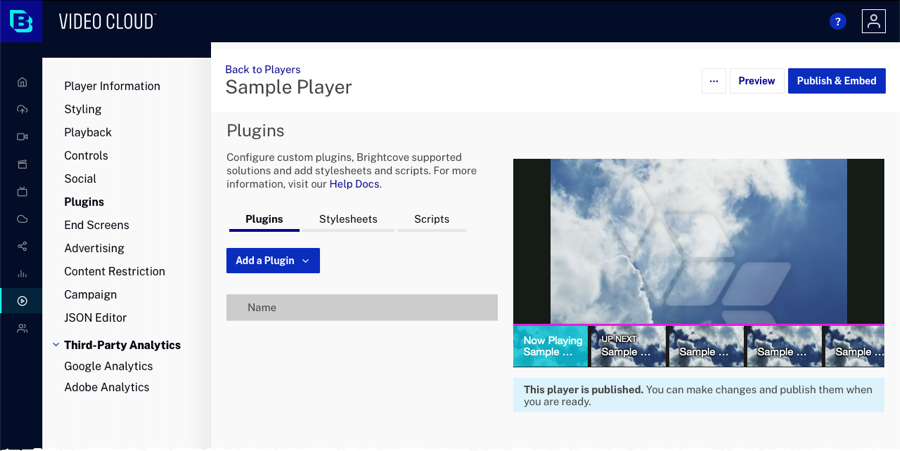 VIDEO CLOUD™
?
Player Information
Styling
Playback
Controls
Social
Plugins
End Screens
Advertising
Content Restriction
Campaign
JSON Editor
Third-Party Analytics
Google Analytics
Adobe Analytics
Back to Players
Sample Player
...
Preview
Publish & Embed
Plugins
Configure custom plugins, Brightcove supported
solutions and add stylesheets and scripts. For more
information, visit our Help Docs.
Plugins
Stylesheets
Scripts
Add a Plugin
Name
Now Playing
Sample ...
UP NEXT
Sample ...
Sample ...
Sample ...
Sample ...
This player is published. You can make changes and publish them when
you are ready.